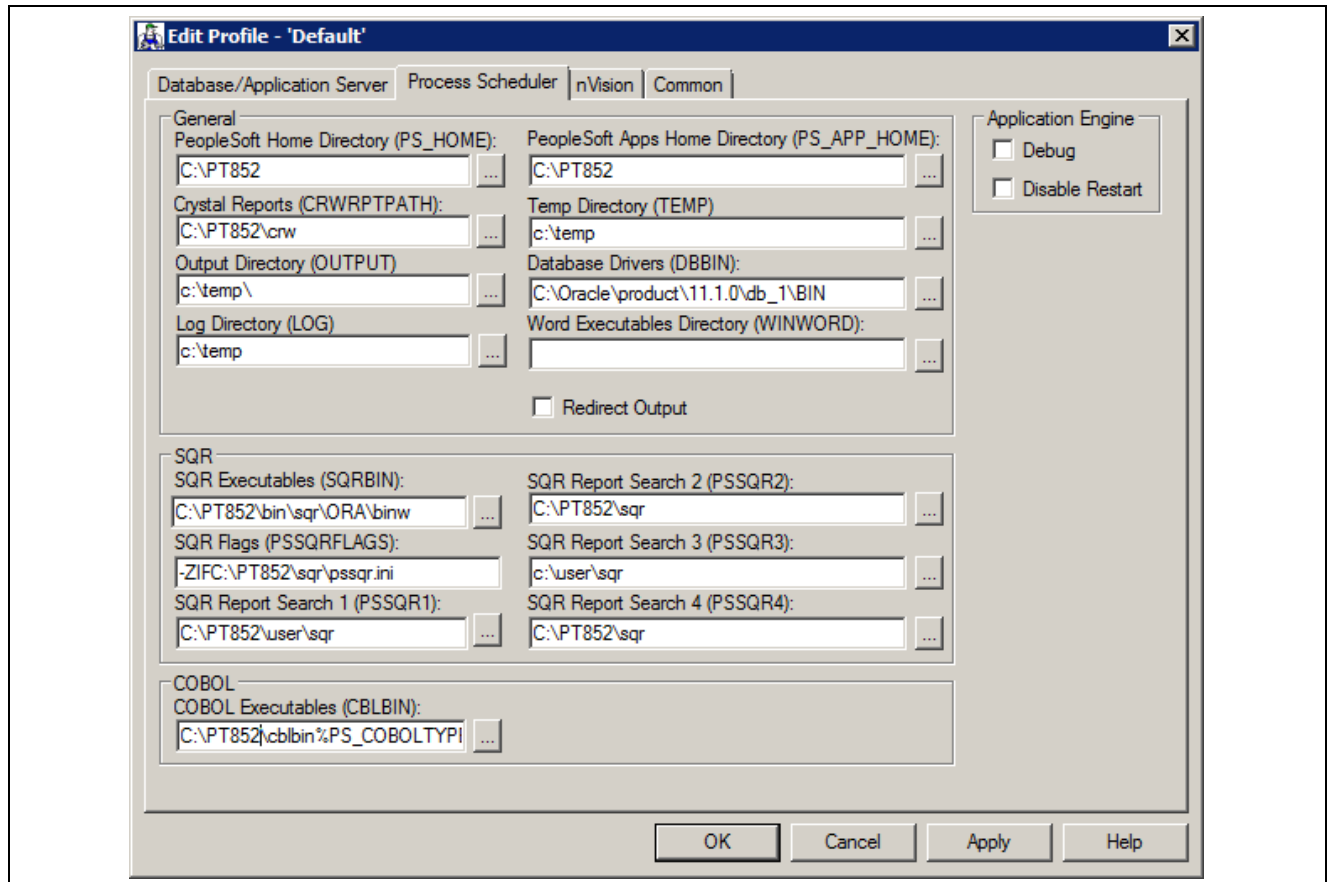 Edit Profile - 'Default'
Database/Application Server Process Scheduler nVision Common
General
PeopleSoft Home Directory (PS_HOME): PeopleSoft Apps Home Directory (PS_APP_HOME):
C:\PT852 ... C:\PT852 ...
Crystal Reports (CRWRPTPATH): Temp Directory (TEMP)
C:\PT852\crw ... c:\temp ...
Output Directory (OUTPUT) Database Drivers (DBBIN):
c:\temp\ ... C:\Oracle\product\11.1.0\db_1\BIN ...
Log Directory (LOG) Word Executables Directory (WINWORD):
c:\temp ... ...
Redirect Output
Application Engine
Debug
Disable Restart
SQR
SQR Executables (SQRBIN): SQR Report Search 2 (PSSQR2):
C:\PT852\bin\sqr\ORA\binw ... C:\PT852\sqr ...
SQR Flags (PSSQRFLAGS): SQR Report Search 3 (PSSQR3):
-ZIFC:\PT852\sqr\pssqr.ini c:\user\sqr ...
SQR Report Search 1 (PSSQR1): SQR Report Search 4 (PSSQR4):
C:\PT852\user\sqr ... C:\PT852\sqr ...
COBOL
COBOL Executables (CBLBIN):
C:\PT852\cblbin%PS_COBOLTYPI ...
OK Cancel Apply Help